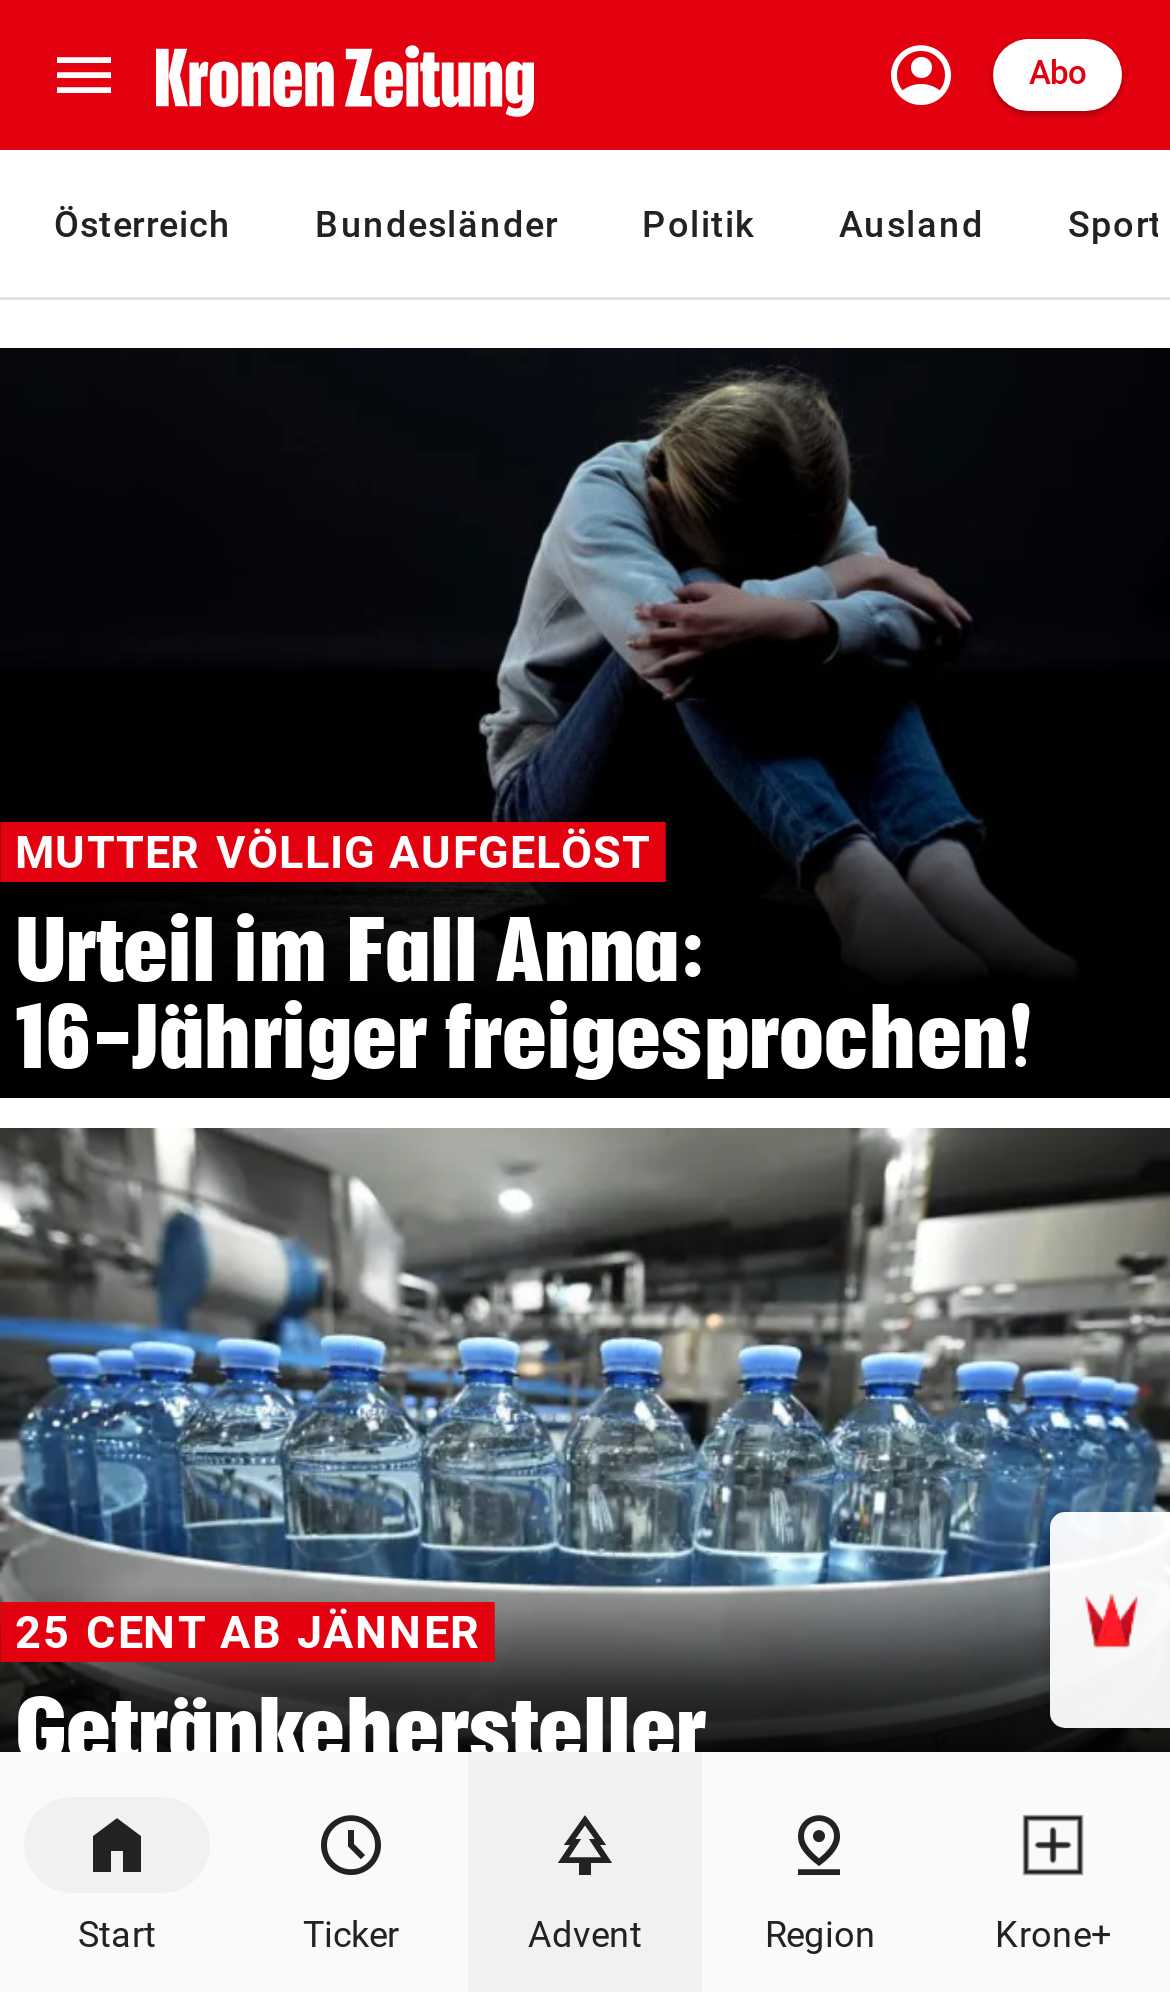 Kronen Zeitung
Abo
Österreich Bundesländer Politik Ausland Sport
MUTTER VÖLLIG AUFGELÖST
Urteil im Fall Anna:
16-Jähriger freigesprochen!
25 CENT AB JÄNNER
Getränkehersteller
Start Ticker Advent Region Krone+